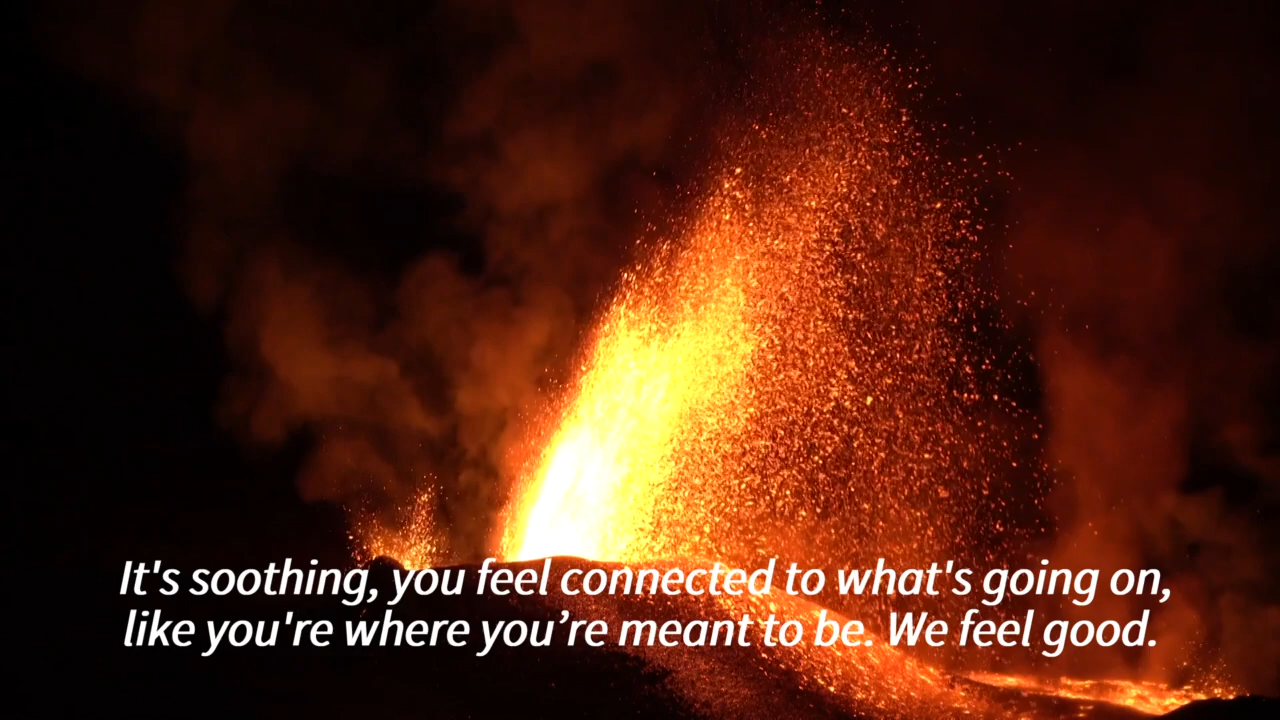 It's soothing, you feel connected to what's going on,
like you're where you’re meant to be. We feel good.